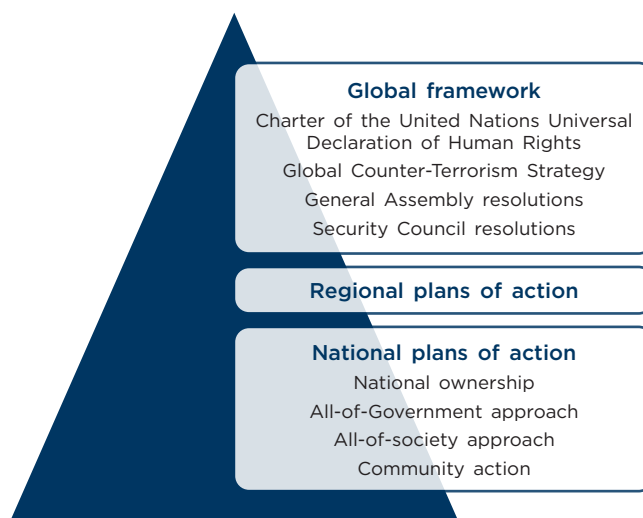 Global framework
Charter of the United Nations Universal
Declaration of Human Rights
Global Counter-Terrorism Strategy
General Assembly resolutions
Security Council resolutions
Regional plans of action
National plans of action
National ownership
All-of-Government approach
All-of-society approach
Community action